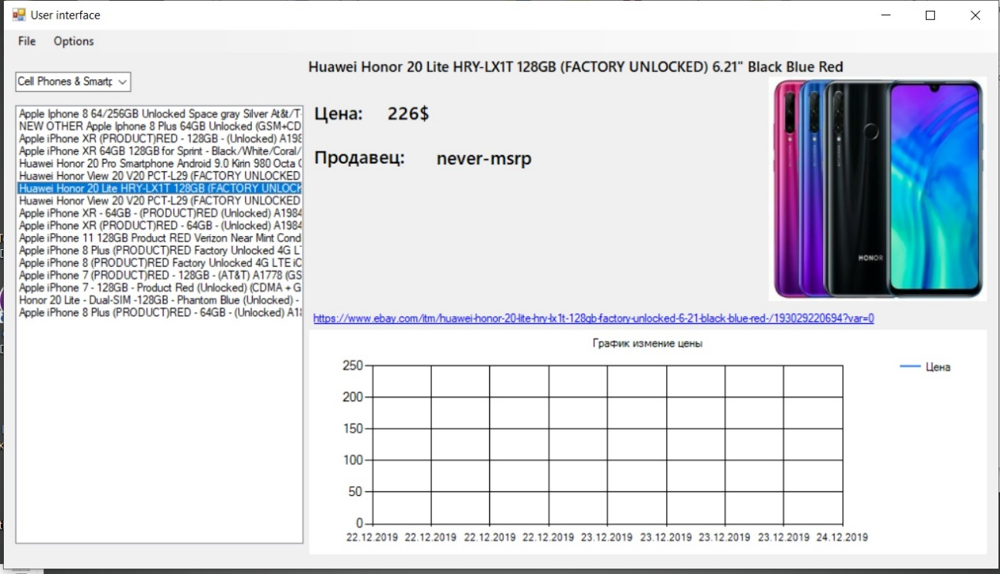 User interface
File Options
Cell Phones & Smartp
Apple Iphone 8 64/256GB Unlocked Space gray Silver At&t/T-
NEW OTHER Apple Iphone 8 Plus 64GB Unlocked (GSM+CD
Apple iPhone XR (PRODUCT)RED - 128GB - (Unlocked) A198
Apple iPhone XR 64GB 128GB for Sprint - Black/White/Coral/
Huawei Honor 20 Pro Smartphone Android 9.0 Kirin 980 Octa C
Huawei Honor View 20 V20 PCT-L29 (FACTORY UNLOCKED
Huawei Honor 20 Lite HRY-LX1T 128GB (FACTORY UNLOCK
Huawei Honor View 20 V20 PCT-L29 (FACTORY UNLOCKED
Apple iPhone XR - 64GB - (PRODUCT)RED (Unlocked) A1984
Apple iPhone XR (PRODUCT)RED - 64GB - (Unlocked) A1984
Apple iPhone 11 128GB Product RED Verizon Near Mint Cond
Apple iPhone 8 Plus (PRODUCT)RED Factory Unlocked 4G LT
Apple iPhone 8 (PRODUCT)RED Factory Unlocked 4G LTE iO
Apple iPhone 7 (PRODUCT)RED - 128GB - (AT&T) A1778 (GS
Apple iPhone 7 - 128GB - Product Red (Unlocked) (CDMA + G
Honor 20 Lite - Dual-SIM -128GB - Phantom Blue (Unlocked) -
Apple iPhone 8 Plus (PRODUCT)RED - 64GB - (Unlocked) A18
Huawei Honor 20 Lite HRY-LX1T 128GB (FACTORY UNLOCKED) 6.21" Black Blue Red
Цена: 226$
Продавец: never-msrp
HONOR
https://www.ebay.com/itm/huawei-honor-20-lite-hry-lx1t-128gb-factory-unlocked-6-21-black-blue-red-/193029220694?var=0
График измение цены
Цена
250
200
150
100
50
0
22.12.2019 22.12.2019 22.12.2019 22.12.2019 23.12.2019 23.12.2019 23.12.2019 23.12.2019 24.12.2019